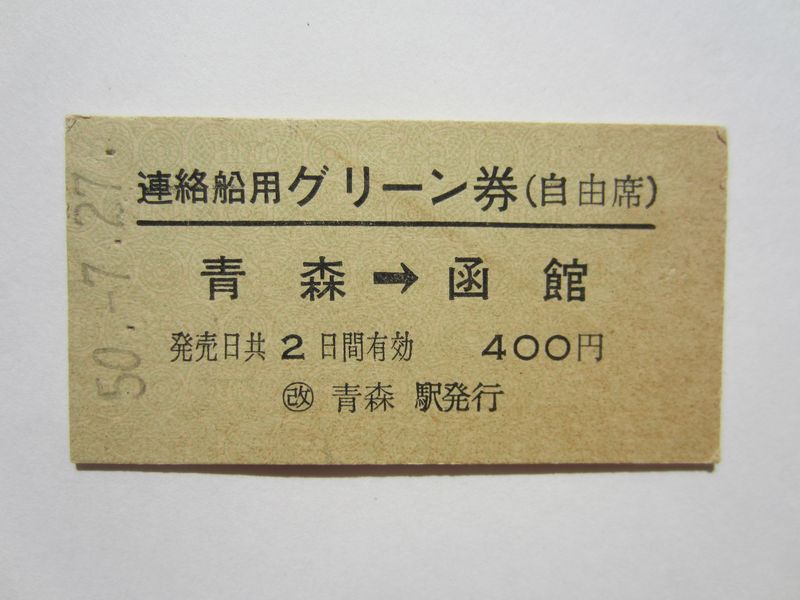 連絡船用グリーン券(自由席)
青森➡函館
発売日共2日間有効 400円
㋐改 青森駅発行
50.-7.27